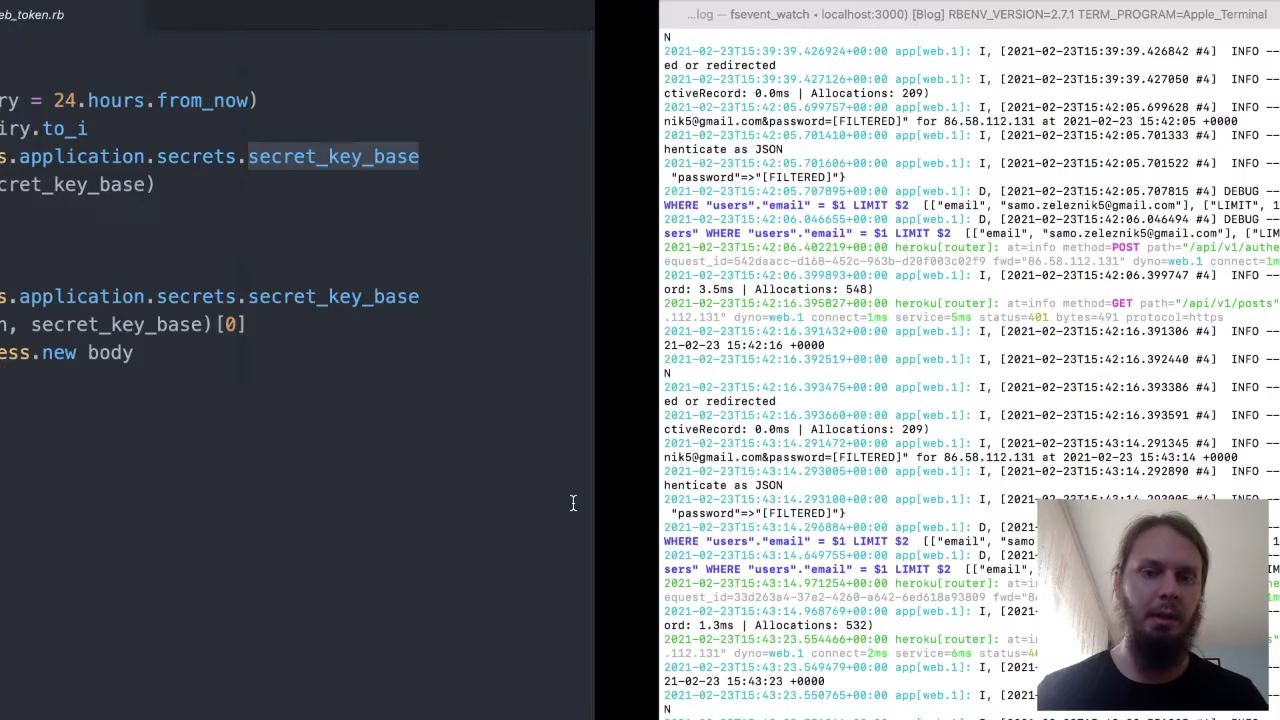 eb_token.rb
ry = 24.hours.from_now)
iry.to_i
s.application.secrets.secret_key_base
cret_key_base)
s.application.secrets.secret_key_base
n, secret_key_base)[0]
ess.new body
...log — fsevent_watch ◂ localhost:3000) [Blog] RBENV_VERSION=2.7.1 TERM_PROGRAM=Apple_Terminal
N
2021-02-23T15:39:39.426924+00:00 app[web.1]: I, [2021-02-23T15:39:39.426842 #4]  INFO --
ed or redirected
2021-02-23T15:39:39.427126+00:00 app[web.1]: I, [2021-02-23T15:39:39.427050 #4]  INFO --
ctiveRecord: 0.0ms | Allocations: 209)
2021-02-23T15:42:05.699757+00:00 app[web.1]: I, [2021-02-23T15:42:05.699628 #4]  INFO --
nik5@gmail.com&password=[FILTERED]" for 86.58.112.131 at 2021-02-23 15:42:05 +0000
2021-02-23T15:42:05.701410+00:00 app[web.1]: I, [2021-02-23T15:42:05.701333 #4]  INFO --
henticate as JSON
2021-02-23T15:42:05.701606+00:00 app[web.1]: I, [2021-02-23T15:42:05.701522 #4]  INFO --
"password"=>"[FILTERED]"}
2021-02-23T15:42:05.707895+00:00 app[web.1]: D, [2021-02-23T15:42:05.707815 #4] DEBUG --
WHERE "users"."email" = $1 LIMIT $2  [["email", "samo.zeleznik5@gmail.com"], ["LIMIT", 1
2021-02-23T15:42:06.046655+00:00 app[web.1]: D, [2021-02-23T15:42:06.046494 #4] DEBUG --
sers" WHERE "users"."email" = $1 LIMIT $2  [["email", "samo.zeleznik5@gmail.com"], ["LIM
2021-02-23T15:42:06.402219+00:00 heroku[router]: at=info method=POST path="/api/v1/authe
equest_id=542daacc-d168-452c-963b-d20f003c02f9 fwd="86.58.112.131" dyno=web.1 connect=1m
2021-02-23T15:42:06.399893+00:00 app[web.1]: I, [2021-02-23T15:42:06.399747 #4]  INFO --
ord: 3.5ms | Allocations: 548)
2021-02-23T15:42:16.395827+00:00 heroku[router]: at=info method=GET path="/api/v1/posts"
.112.131" dyno=web.1 connect=1ms service=5ms status=401 bytes=491 protocol=https
2021-02-23T15:42:16.391432+00:00 app[web.1]: I, [2021-02-23T15:42:16.391306 #4]  INFO --
21-02-23 15:42:16 +0000
2021-02-23T15:42:16.392519+00:00 app[web.1]: I, [2021-02-23T15:42:16.392440 #4]  INFO --
N
2021-02-23T15:42:16.393475+00:00 app[web.1]: I, [2021-02-23T15:42:16.393386 #4]  INFO --
ed or redirected
2021-02-23T15:42:16.393660+00:00 app[web.1]: I, [2021-02-23T15:42:16.393591 #4]  INFO --
ctiveRecord: 0.0ms | Allocations: 209)
2021-02-23T15:43:14.291472+00:00 app[web.1]: I, [2021-02-23T15:43:14.291345 #4]  INFO --
nik5@gmail.com&password=[FILTERED]" for 86.58.112.131 at 2021-02-23 15:43:14 +0000
2021-02-23T15:43:14.293005+00:00 app[web.1]: I, [2021-02-23T15:43:14.292890 #4]  INFO --
henticate as JSON
2021-02-23T15:43:14.293100+00:00 app[web.1]: I, [2021-02-23T15:43:14.293005 #4]  INFO --
"password"=>"[FILTERED]"}
2021-02-23T15:43:14.296884+00:00 app[web.1]: D, [2021
WHERE "users"."email" = $1 LIMIT $2  [["email", "samo
2021-02-23T15:43:14.649755+00:00 app[web.1]: D, [2021
sers" WHERE "users"."email" = $1 LIMIT $2  [["email",
2021-02-23T15:43:14.971254+00:00 heroku[router]: at=i
equest_id=33d263a4-37e2-4260-a642-6ed618a93809 fwd="8
2021-02-23T15:43:14.968769+00:00 app[web.1]: I, [2021
ord: 1.3ms | Allocations: 532)
2021-02-23T15:43:23.554466+00:00 heroku[router]: at=i
.112.131" dyno=web.1 connect=2ms service=6ms status=4
2021-02-23T15:43:23.549479+00:00 app[web.1]: I, [2021
21-02-23 15:43:23 +0000
2021-02-23T15:43:23.550765+00:00 app[web.1]: I, [2021
N